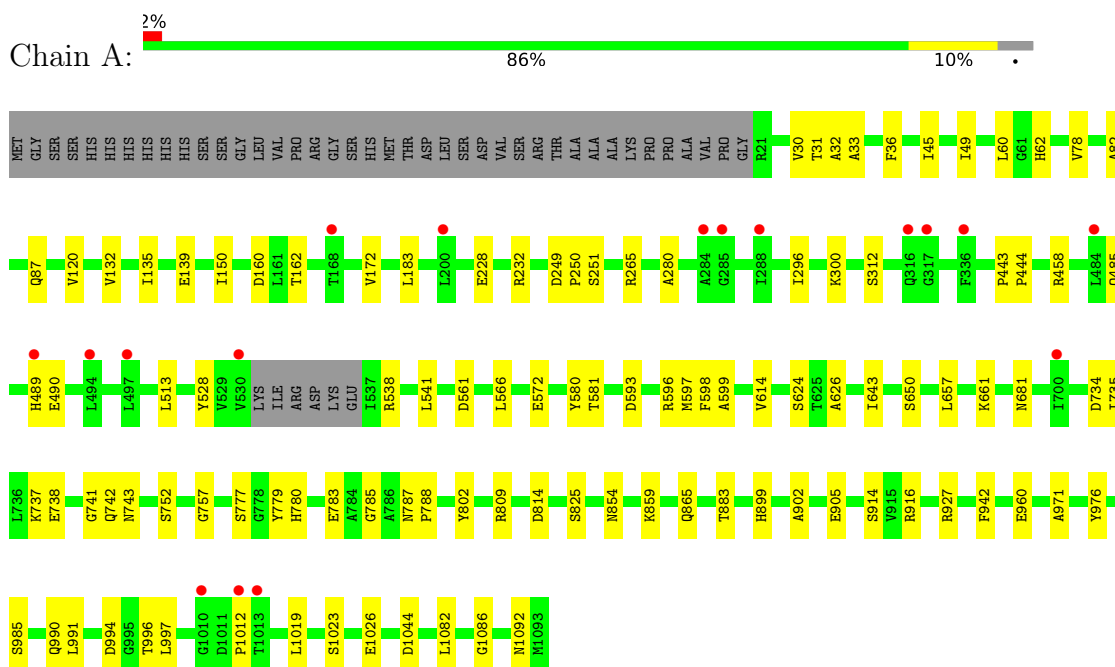 2%
Chain A:
86% 10% •
MET GLY SER SER HIS HIS HIS HIS HIS HIS SER SER GLY LEU VAL PRO ARG GLY SER HIS MET THR ASP LEU SER ASP VAL SER ARG THR ALA ALA ALA LYS PRO PRO ALA VAL PRO GLY R21 V30 T31 A32 A33 F36 I45 I49 L60 G61 H62 V78 A82
Q87 V120 V132 I135 E139 I150 D160 L161 T162 T168 V172 L183 L200 E228 R232 D249 P250 S251 R265 A280 A284 G285 I288 I296 K300 S312 Q316 G317 F336 P443 P444 R458 L484 Q485
H489 E490 L494 L497 L513 Y528 V529 V530 LYS ILE ARG ASP LYS GLU I537 R538 L541 D561 L566 E572 Y580 T581 D593 R596 M597 F598 A599 V614 S624 T625 A626 I643 S650 L657 K661 N681 I700 D734 I735
L736 K737 E738 G741 Q742 N743 S752 G757 S777 G778 Y779 H780 E783 A784 G785 A786 N787 P788 Y802 R809 D814 S825 N854 K859 Q865 T883 H899 A902 E905 S914 V915 R916 R927 F942 E960 A971 Y976
S985 Q990 L991 D994 G995 T996 L997 G1010 D1011 P1012 T1013 L1019 S1023 E1026 D1044 L1082 G1086 N1092 M1093